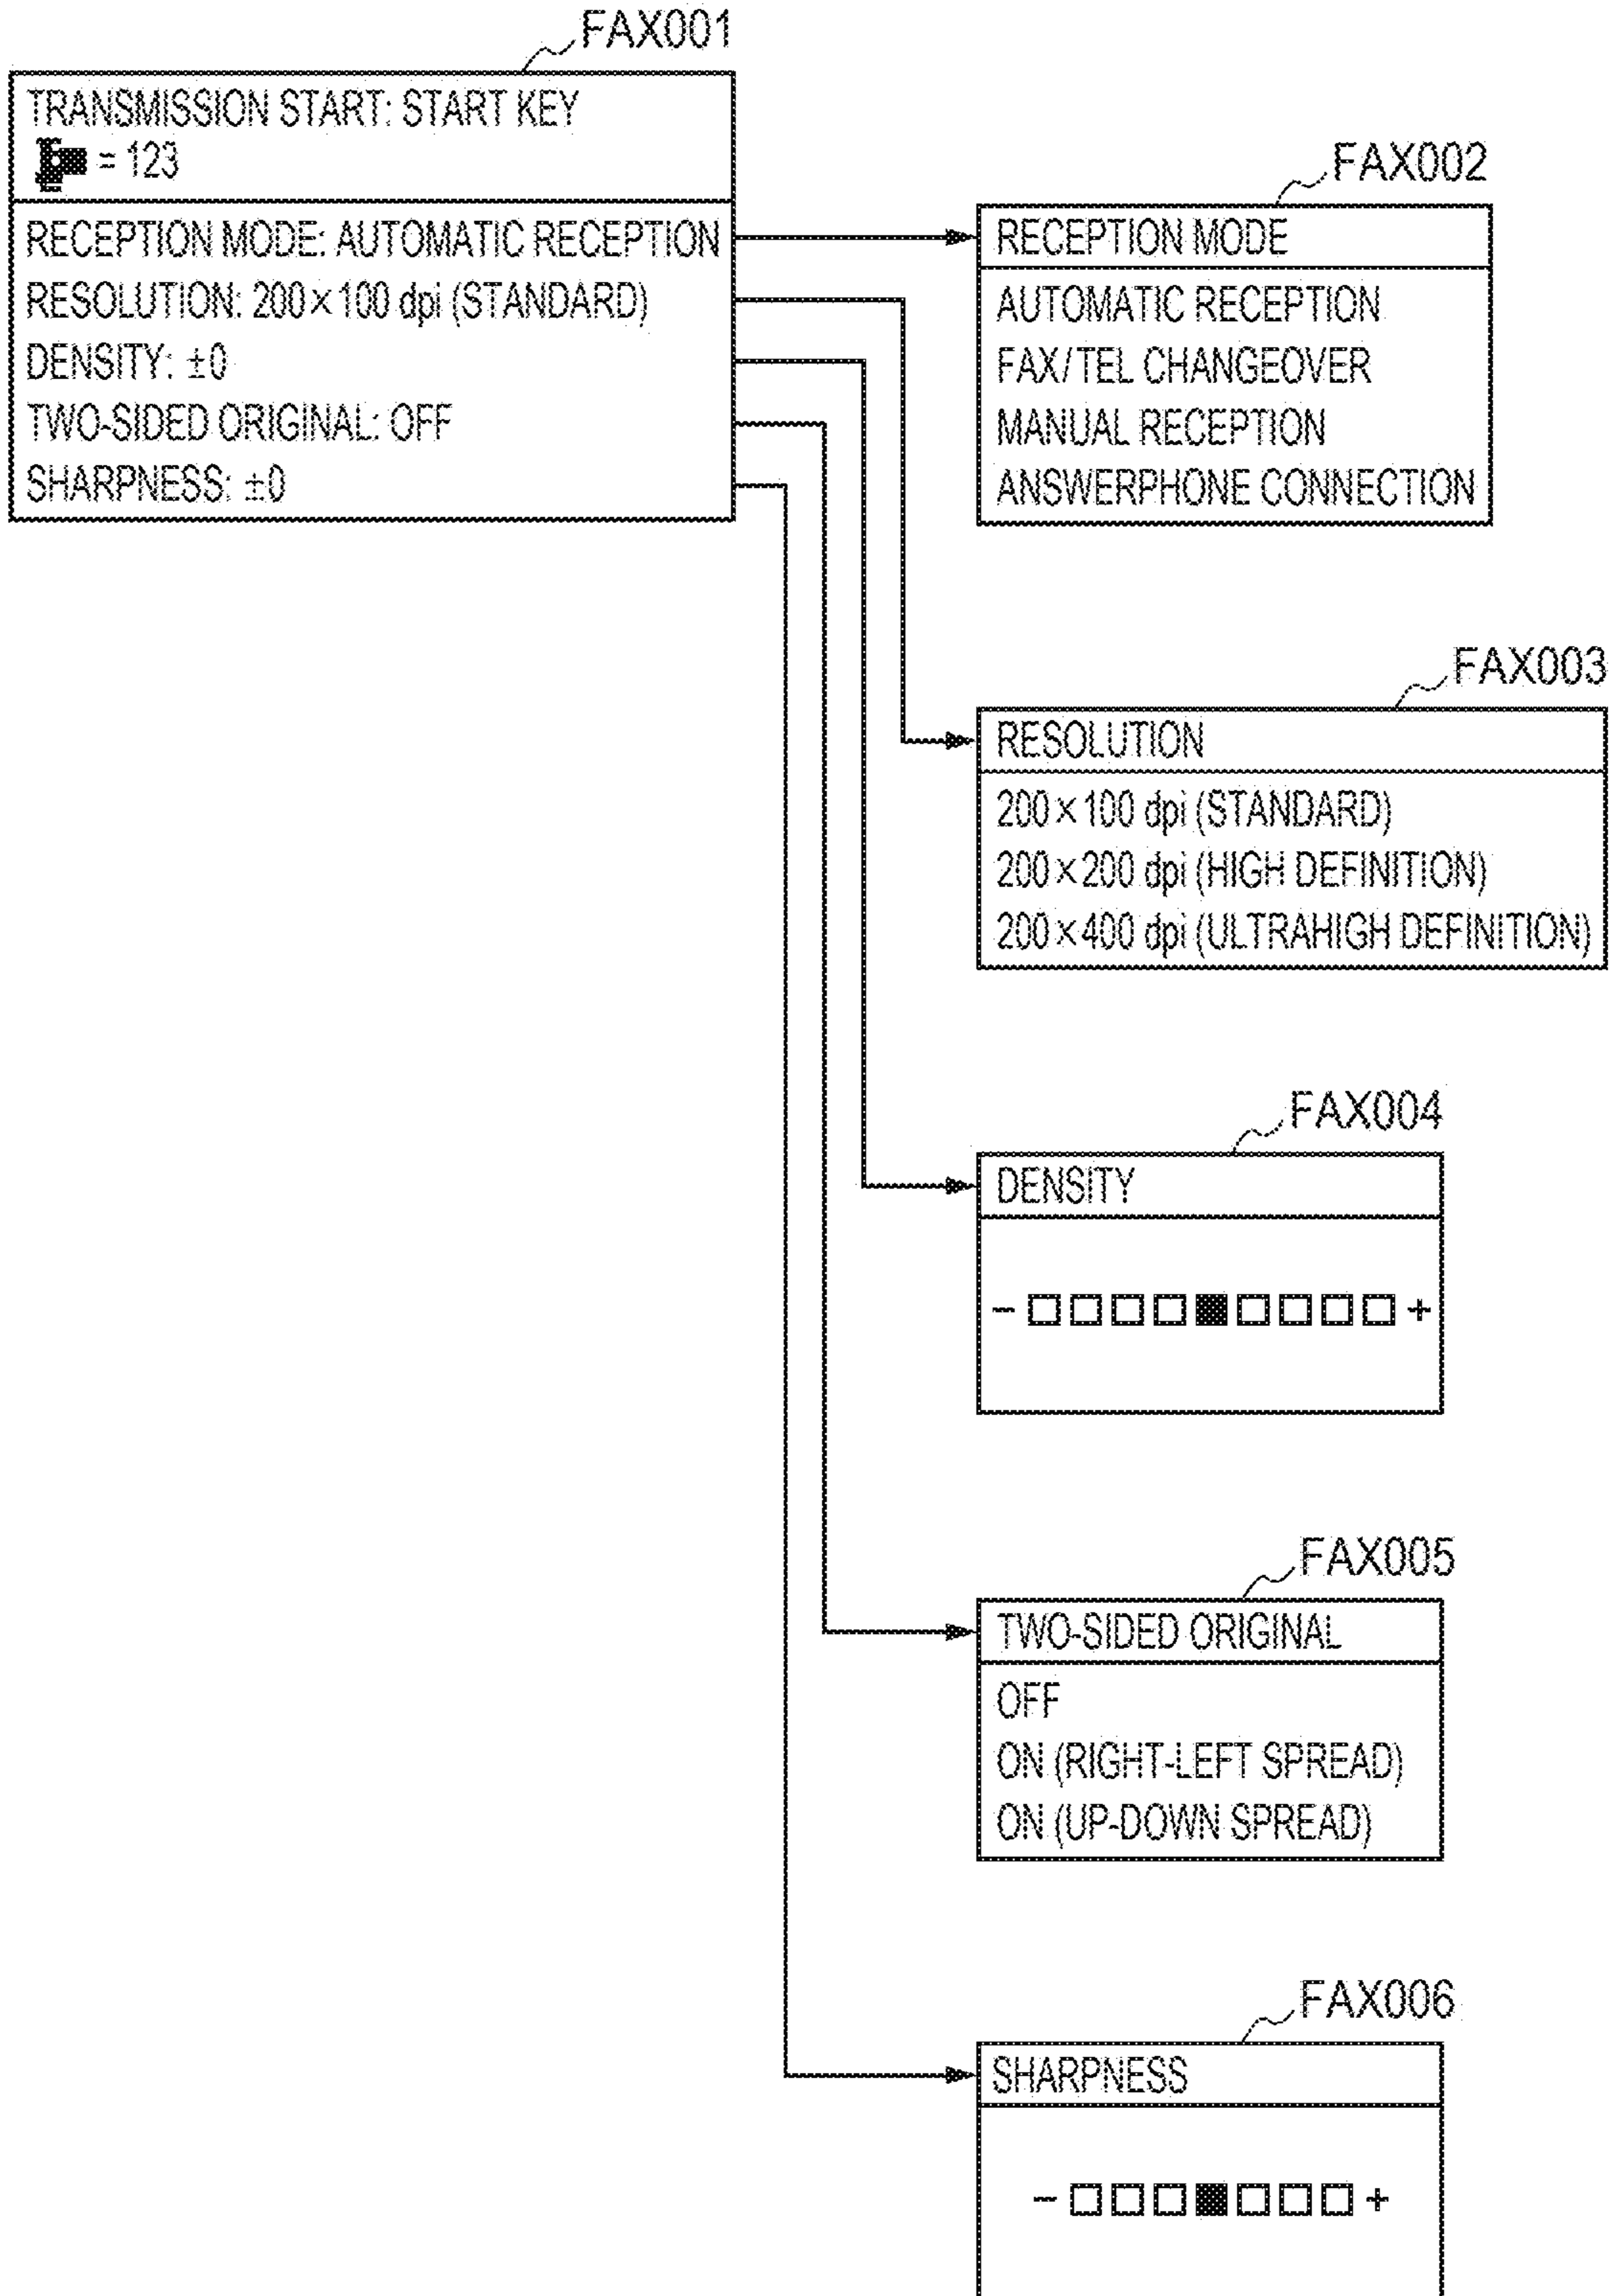 FAX001
TRANSMISSION START: START KEY
= 123
RECEPTION MODE: AUTOMATIC RECEPTION
RESOLUTION: 200×100 dpi (STANDARD)
DENSITY: ±0
TWO-SIDED ORIGINAL: OFF
SHARPNESS: ±0
FAX002
RECEPTION MODE
AUTOMATIC RECEPTION
FAX/TEL CHANGEOVER
MANUAL RECEPTION
ANSWERPHONE CONNECTION
FAX003
RESOLUTION
200×100 dpi (STANDARD)
200×200 dpi (HIGH DEFINITION)
200×400 dpi (ULTRAHIGH DEFINITION)
FAX004
DENSITY
- +
FAX005
TWO-SIDED ORIGINAL
OFF
ON (RIGHT-LEFT SPREAD)
ON (UP-DOWN SPREAD)
FAX006
SHARPNESS
- +